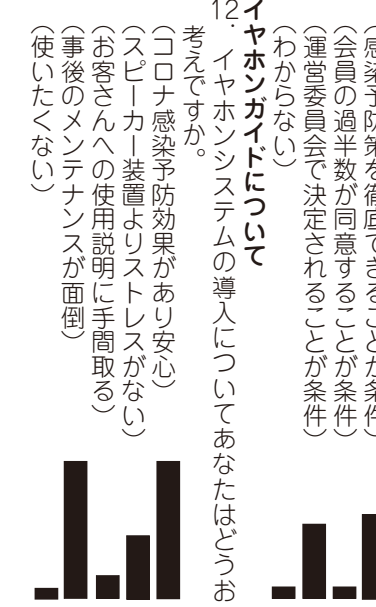 （感染予防策を徹底できることが条件）
（会員の過半数が同意することが条件）
（運営委員会で決定されることが条件）
（わからない）
イヤホンガイドについて
12．イヤホンシステムの導入についてあなたはどうお
考えですか。
（コロナ感染予防効果があり安心）
（スピーカー装置よりストレスがない）
（お客さんへの使用説明に手間取る）
（事後のメンテナンスが面倒）
（使いたくない）